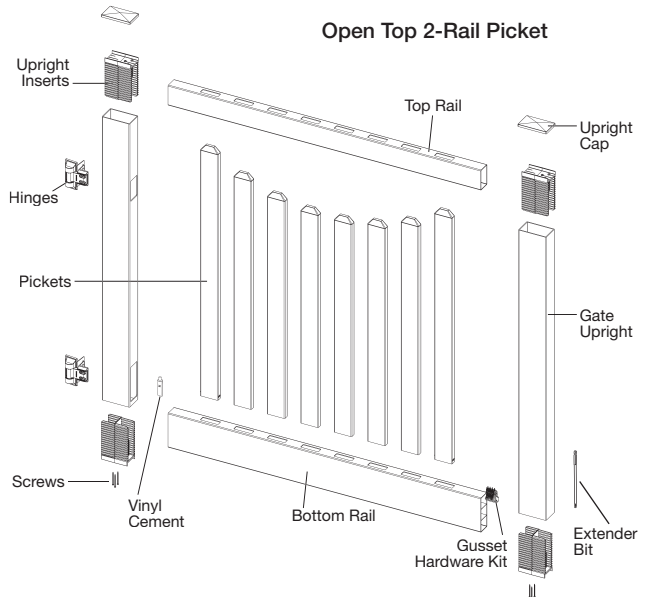 Open Top 2-Rail Picket
Upright
Inserts
Top Rail
Upright
Cap
Hinges
Pickets
Gate
Upright
Screws
Vinyl
Cement
Bottom Rail
Gusset
Hardware Kit
Extender
Bit